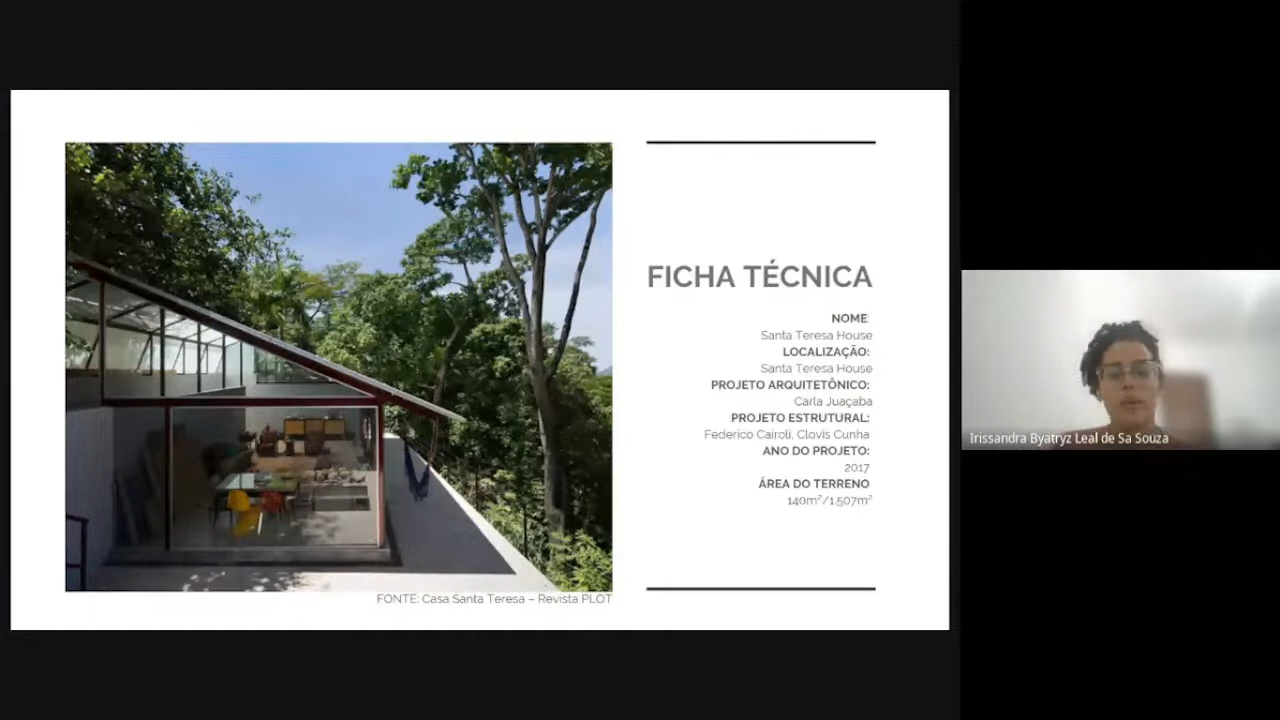 FICHA TÉCNICA
NOME:
Santa Teresa House
LOCALIZAÇÃO:
Santa Teresa House
PROJETO ARQUITETÔNICO:
Carla Juaçaba
PROJETO ESTRUTURAL:
Federico Cairoli, Clovis Cunha
ANO DO PROJETO:
2017
ÁREA DO TERRENO
140m²/1.507m²
FONTE: Casa Santa Teresa – Revista PLOT
Irissandra Byatryz Leal de Sa Souza